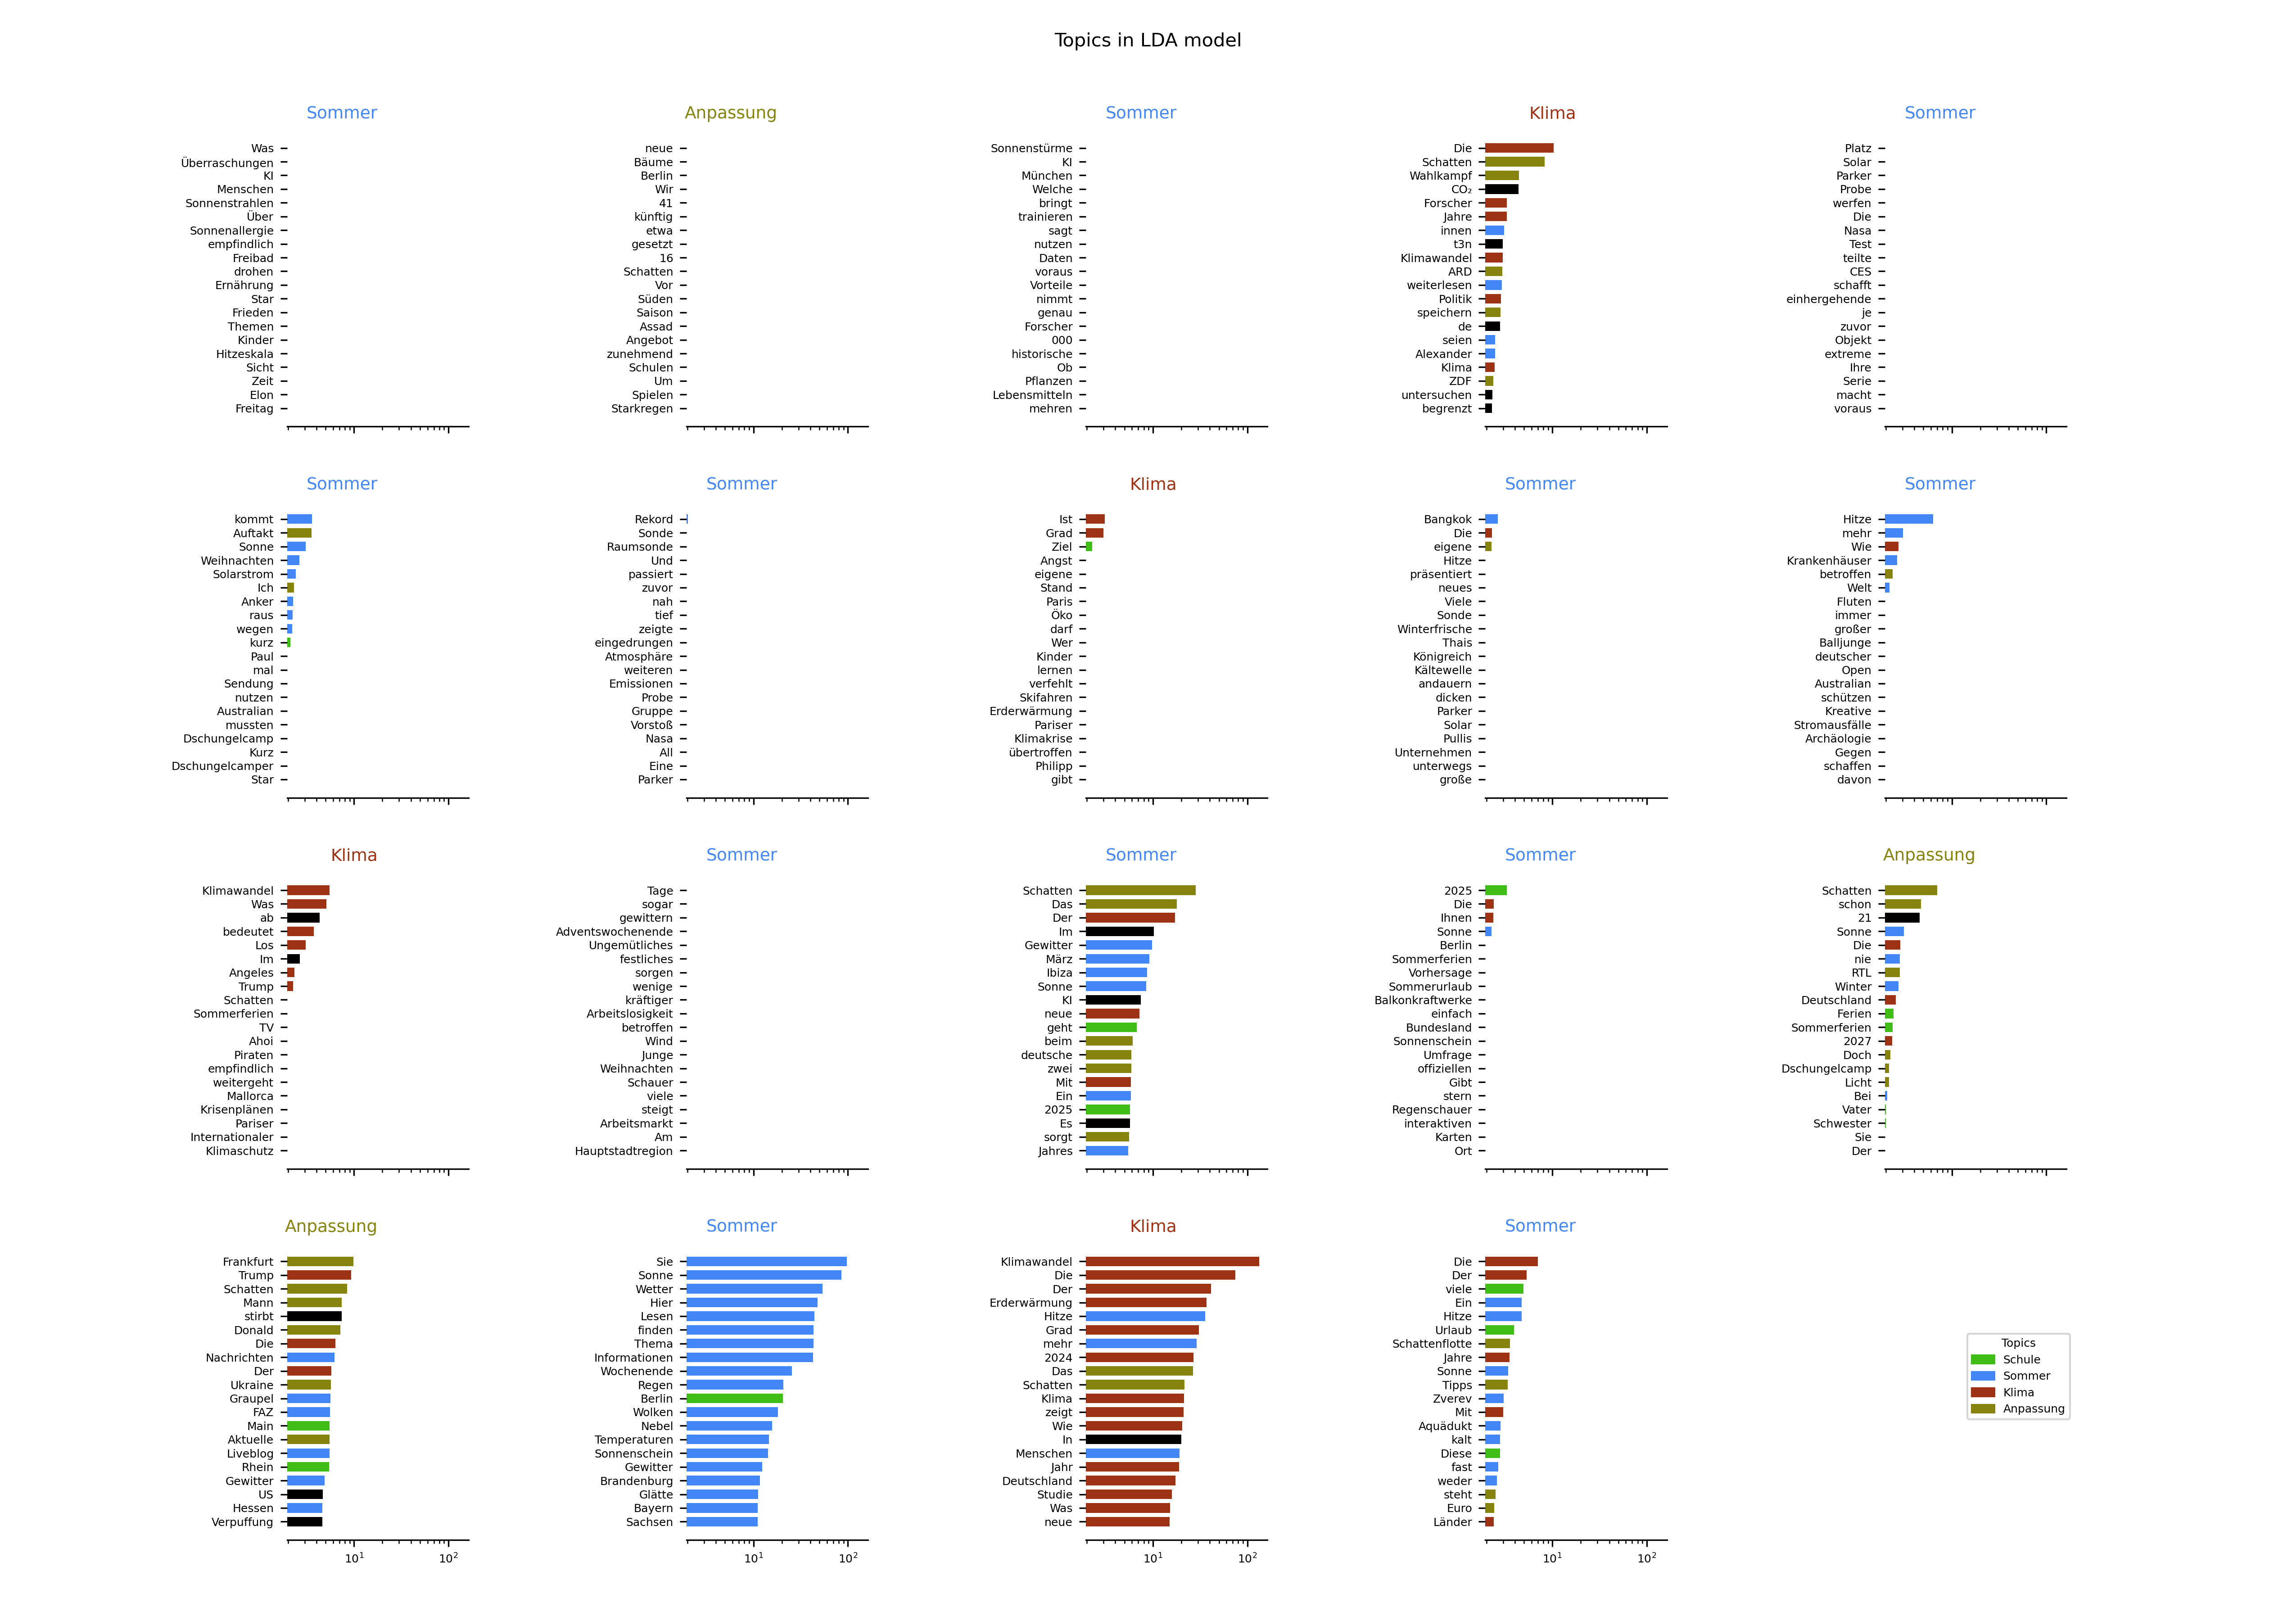 Topics in LDA model
Sommer
Was
Überraschungen
KI
Menschen
Sonnenstrahlen
Über
Sonnenallergie
empfindlich
Freibad
drohen
Ernährung
Star
Frieden
Themen
Kinder
Hitzeskala
Sicht
Zeit
Elon
Freitag
Anpassung
neue
Bäume
Berlin
Wir
41
künftig
etwa
gesetzt
16
Schatten
Vor
Süden
Saison
Assad
Angebot
zunehmend
Schulen
Um
Spielen
Starkregen
Sommer
Sonnenstürme
KI
München
Welche
bringt
trainieren
sagt
nutzen
Daten
voraus
Vorteile
nimmt
genau
Forscher
000
historische
Ob
Pflanzen
Lebensmitteln
mehren
Klima
Die
Schatten
Wahlkampf
CO₂
Forscher
Jahre
innen
t3n
Klimawandel
ARD
weiterlesen
Politik
speichern
de
seien
Alexander
Klima
ZDF
untersuchen
begrenzt
Sommer
Platz
Solar
Parker
Probe
werfen
Die
Nasa
Test
teilte
CES
schafft
einhergehende
je
zuvor
Objekt
extreme
Ihre
Serie
macht
voraus
Sommer
kommt
Auftakt
Sonne
Weihnachten
Solarstrom
Ich
Anker
raus
wegen
kurz
Paul
mal
Sendung
nutzen
Australian
mussten
Dschungelcamp
Kurz
Dschungelcamper
Star
Sommer
Rekord
Sonde
Raumsonde
Und
passiert
zuvor
nah
tief
zeigte
eingedrungen
Atmosphäre
weiteren
Emissionen
Probe
Gruppe
Vorstoß
Nasa
All
Eine
Parker
Klima
Ist
Grad
Ziel
Angst
eigene
Stand
Paris
Öko
darf
Wer
Kinder
lernen
verfehlt
Skifahren
Erderwärmung
Pariser
Klimakrise
übertroffen
Philipp
gibt
Sommer
Bangkok
Die
eigene
Hitze
präsentiert
neues
Viele
Sonde
Winterfrische
Thais
Königreich
Kältewelle
andauern
dicken
Parker
Solar
Pullis
Unternehmen
unterwegs
große
Sommer
Hitze
mehr
Wie
Krankenhäuser
betroffen
Welt
Fluten
immer
großer
Balljunge
deutscher
Open
Australian
schützen
Kreative
Stromausfälle
Archäologie
Gegen
schaffen
davon
Klima
Klimawandel
Was
ab
bedeutet
Los
Im
Angeles
Trump
Schatten
Sommerferien
TV
Ahoi
Piraten
empfindlich
weitergeht
Mallorca
Krisenplänen
Pariser
Internationaler
Klimaschutz
Sommer
Tage
sogar
gewittern
Adventswochenende
Ungemütliches
festliches
sorgen
wenige
kräftiger
Arbeitslosigkeit
betroffen
Wind
Junge
Weihnachten
Schauer
viele
steigt
Arbeitsmarkt
Am
Hauptstadtregion
Sommer
Schatten
Das
Der
Im
Gewitter
März
Ibiza
Sonne
KI
neue
geht
beim
deutsche
zwei
Mit
Ein
2025
Es
sorgt
Jahres
Sommer
2025
Die
Ihnen
Sonne
Berlin
Sommerferien
Vorhersage
Sommerurlaub
Balkonkraftwerke
einfach
Bundesland
Sonnenschein
Umfrage
offiziellen
Gibt
stern
Regenschauer
interaktiven
Karten
Ort
Anpassung
Schatten
schon
21
Sonne
Die
nie
RTL
Winter
Deutschland
Ferien
Sommerferien
2027
Doch
Dschungelcamp
Licht
Bei
Vater
Schwester
Sie
Der
Anpassung
Frankfurt
Trump
Schatten
Mann
stirbt
Donald
Die
Nachrichten
Der
Ukraine
Graupel
FAZ
Main
Aktuelle
Liveblog
Rhein
Gewitter
US
Hessen
Verpuffung
10¹ 10²
Sommer
Sie
Sonne
Wetter
Hier
Lesen
finden
Thema
Informationen
Wochenende
Regen
Berlin
Wolken
Nebel
Temperaturen
Sonnenschein
Gewitter
Brandenburg
Glätte
Bayern
Sachsen
10¹ 10²
Klima
Klimawandel
Die
Der
Erderwärmung
Hitze
Grad
mehr
2024
Das
Schatten
Klima
zeigt
Wie
In
Menschen
Jahr
Deutschland
Studie
Was
neue
10¹ 10²
Sommer
Die
Der
viele
Ein
Hitze
Urlaub
Schattenflotte
Jahre
Sonne
Tipps
Zverev
Mit
Aquädukt
kalt
Diese
fast
weder
steht
Euro
Länder
10¹ 10²
Topics
Schule
Sommer
Klima
Anpassung